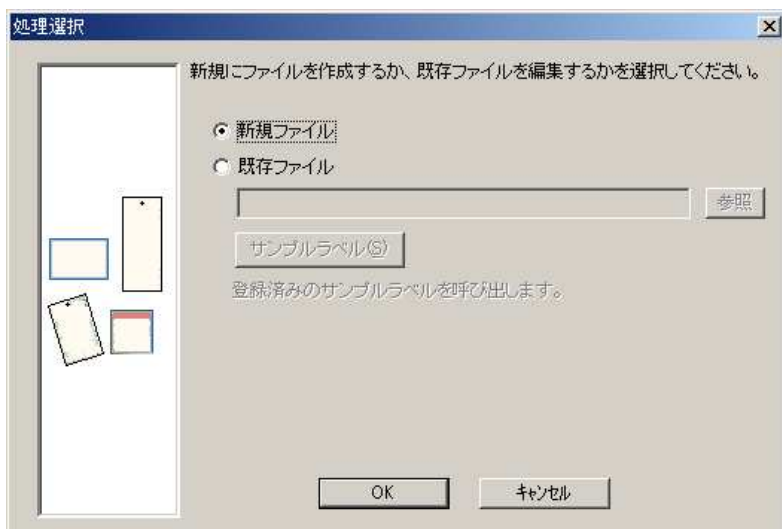 処理選択
新規にファイルを作成するか、既存ファイルを編集するかを選択してください。
新規ファイル
既存ファイル
参照
サンプルラベル(S)
登録済みのサンプルラベルを呼び出します。
OK
キャンセル